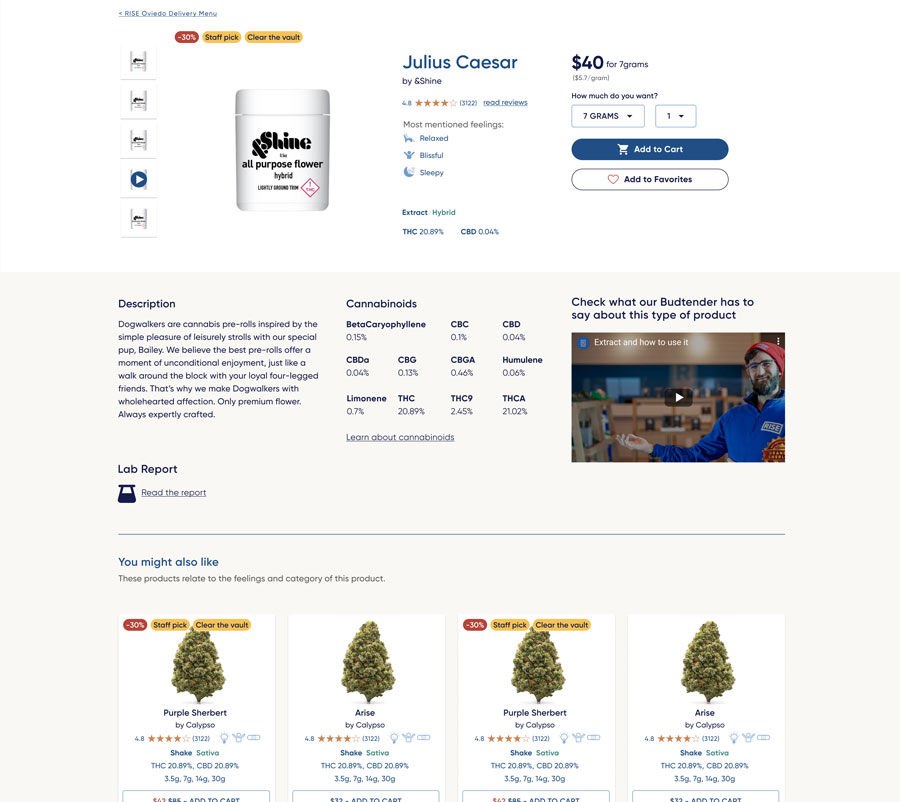 < RISE Oviedo Delivery Menu
-30% Staff pick Clear the vault
&Shine
THC
all purpose flower
hybrid
LIGHTLY GROUND TRIM
Julius Caesar
by &Shine
4.8 (3122) read reviews
Most mentioned feelings:
Relaxed
Blissful
Sleepy
Extract Hybrid
THC 20.89% CBD 0.04%
$40 for 7grams
($5.7/gram)
How much do you want?
7 GRAMS 1
Add to Cart
Add to Favorites
Description
Dogwalkers are cannabis pre-rolls inspired by the
simple pleasure of leisurely strolls with our special
pup, Bailey. We believe the best pre-rolls offer a
moment of unconditional enjoyment, just like a
walk around the block with your loyal four-legged
friends. That's why we make Dogwalkers with
wholehearted affection. Only premium flower.
Always expertly crafted.
Lab Report
Read the report
Cannabinoids
BetaCaryophyllene CBC CBD
0.15% 0.1% 0.04%
CBDa CBG CBGA Humulene
0.04% 0.13% 0.46% 0.06%
Limonene THC THC9 THCA
0.7% 20.89% 2.45% 21.02%
Learn about cannabinoids
Check what our Budtender has to
say about this type of product
Extract and how to use it
RISE
You might also like
These products relate to the feelings and category of this product.
-30% Staff pick Clear the vault
Purple Sherbert
by Calypso
4.8 (3122)
Shake Sativa
THC 20.89%, CBD 20.89%
3.5g, 7g, 14g, 30g
$42 $85 - ADD TO CART
Arise
by Calypso
4.8 (3122)
Shake Sativa
THC 20.89%, CBD 20.89%
3.5g, 7g, 14g, 30g
$32 - ADD TO CART
-30% Staff pick Clear the vault
Purple Sherbert
by Calypso
4.8 (3122)
Shake Sativa
THC 20.89%, CBD 20.89%
3.5g, 7g, 14g, 30g
$42 $85 - ADD TO CART
Arise
by Calypso
4.8 (3122)
Shake Sativa
THC 20.89%, CBD 20.89%
3.5g, 7g, 14g, 30g
$32 - ADD TO CART